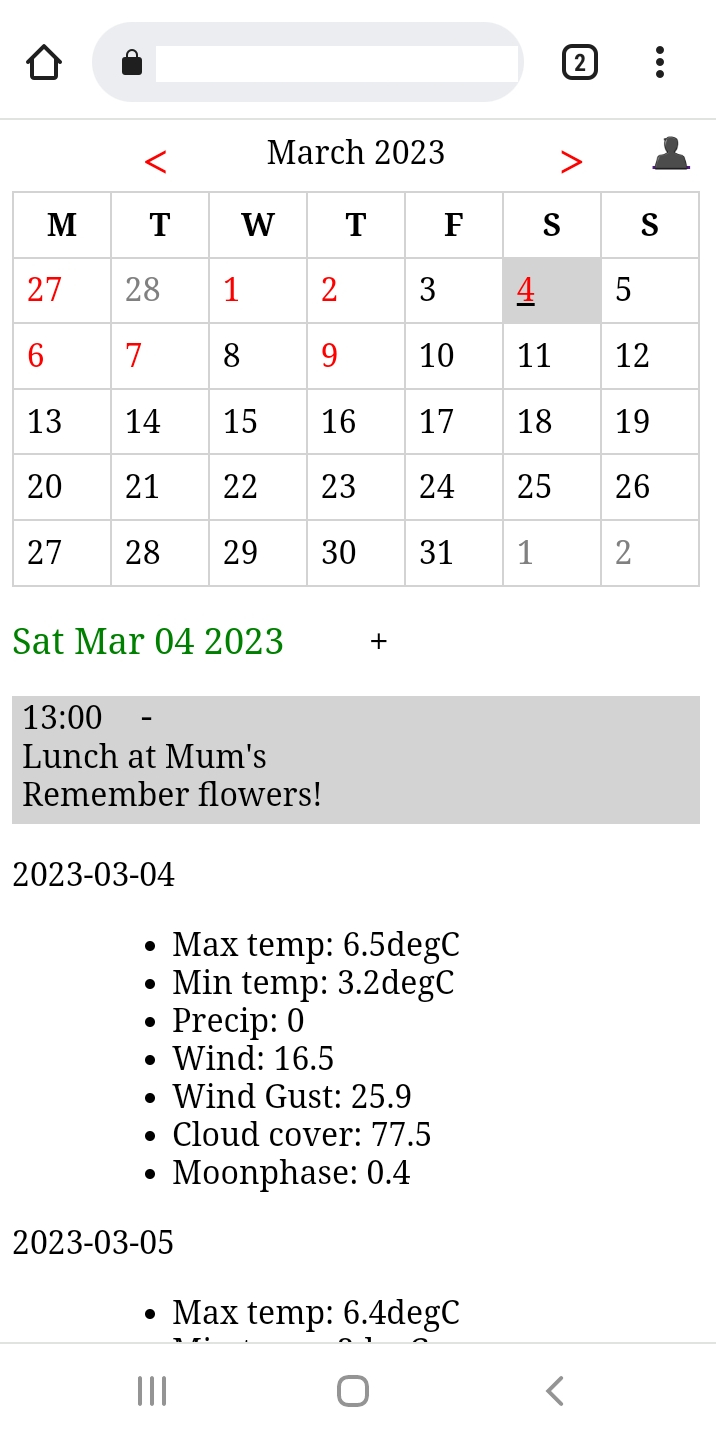 2
< March 2023 >
M T W T F S S
27 28 1 2 3 4 5
6 7 8 9 10 11 12
13 14 15 16 17 18 19
20 21 22 23 24 25 26
27 28 29 30 31 1 2
Sat Mar 04 2023 +
13:00 -
Lunch at Mum's
Remember flowers!
2023-03-04
• Max temp: 6.5degC
• Min temp: 3.2degC
• Precip: 0
• Wind: 16.5
• Wind Gust: 25.9
• Cloud cover: 77.5
• Moonphase: 0.4
2023-03-05
• Max temp: 6.4degC